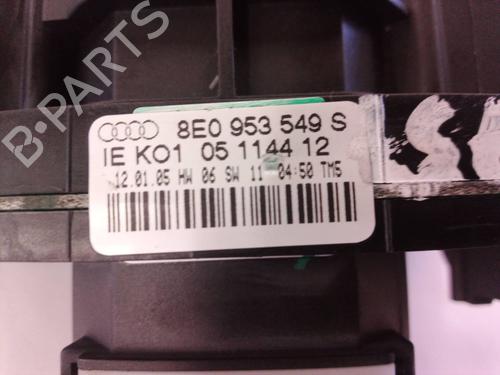 B-PARTS
8E0 953 549 S
IE KO1 05 1144 12
12.01.05 HW 06 SW 11 04:50 TM5